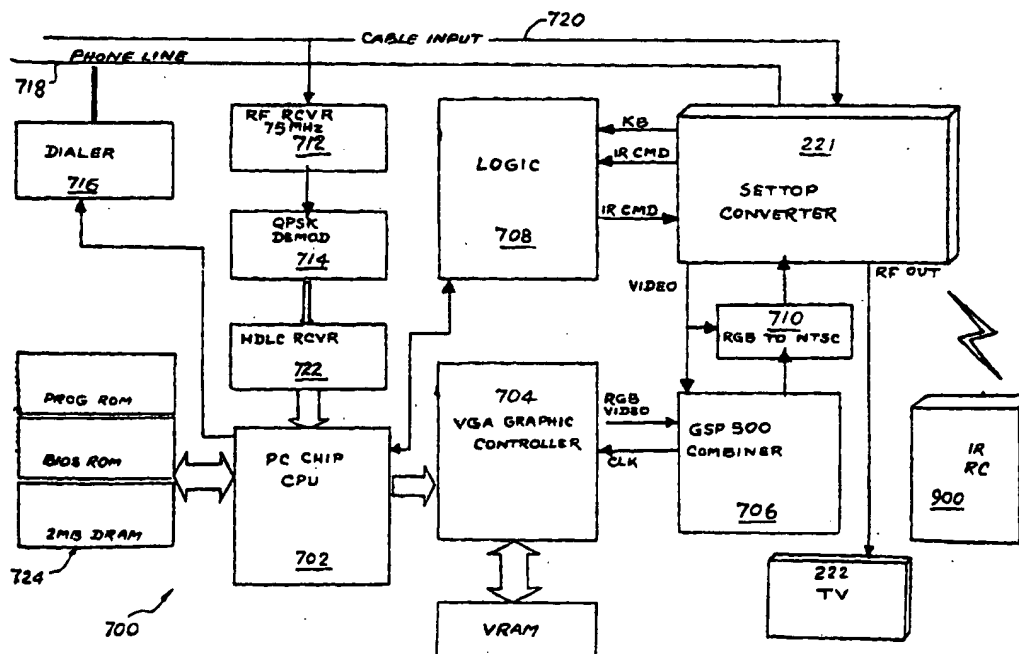 720
CABLE INPUT
PHONE LINE
718
DIALER
716
RF RCVR
75 MHz
712
QPSK
DEMOD
714
HDLC RCVR
722
LOGIC
708
KB
IR CMD
IR CMD
221
SETTOP
CONVERTER
VIDEO
RF OUT
710
RGB TO NTSC
PROG ROM
BIOS ROM
2MB DRAM
724
PC CHIP
CPU
702
704
VGA GRAPHIC
CONTROLLER
RGB
VIDEO
CLK
GSP 500
COMBINER
706
IR
RC
900
222
TV
700
VRAM